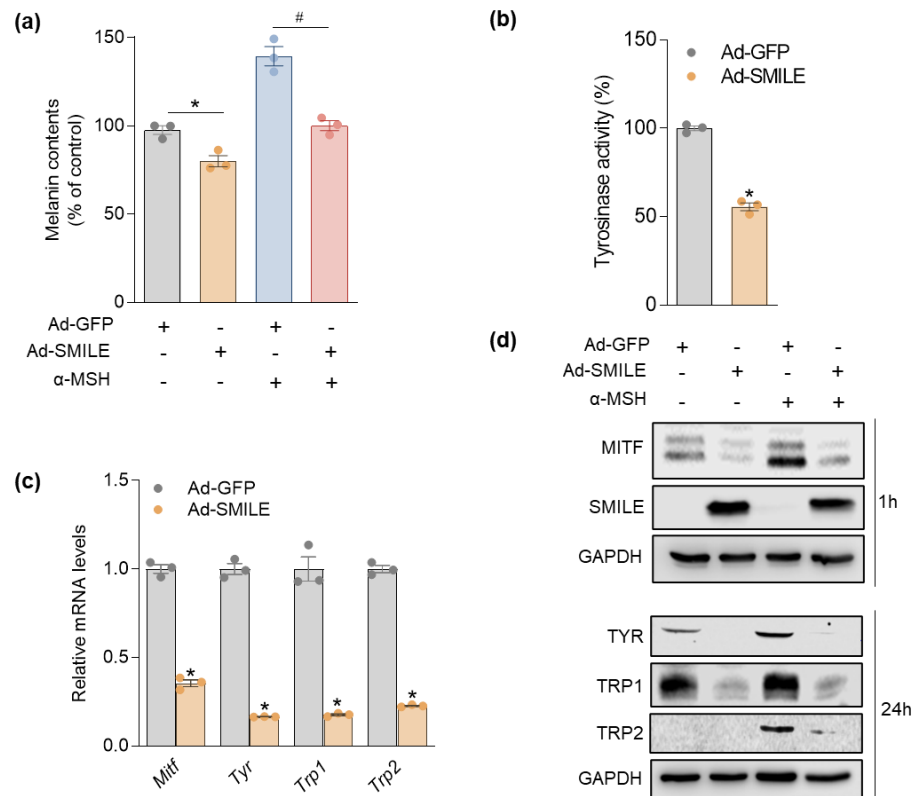 (a)
Melanin contents
(% of control)
150
100
50
0
*
#
Ad-GFP + - + -
Ad-SMILE - + - +
α-MSH - - + +
(b)
Tyrosinase activity (%)
150
100
50
0
Ad-GFP
Ad-SMILE
*
(c)
Relative mRNA levels
1.5
1.0
0.5
0.0
Ad-GFP
Ad-SMILE
* * * *
Mitf Tyr Trp1 Trp2
(d)
Ad-GFP + - + -
Ad-SMILE - + - +
α-MSH - - + +
MITF
SMILE
GAPDH
1h
TYR
TRP1
TRP2
GAPDH
24h